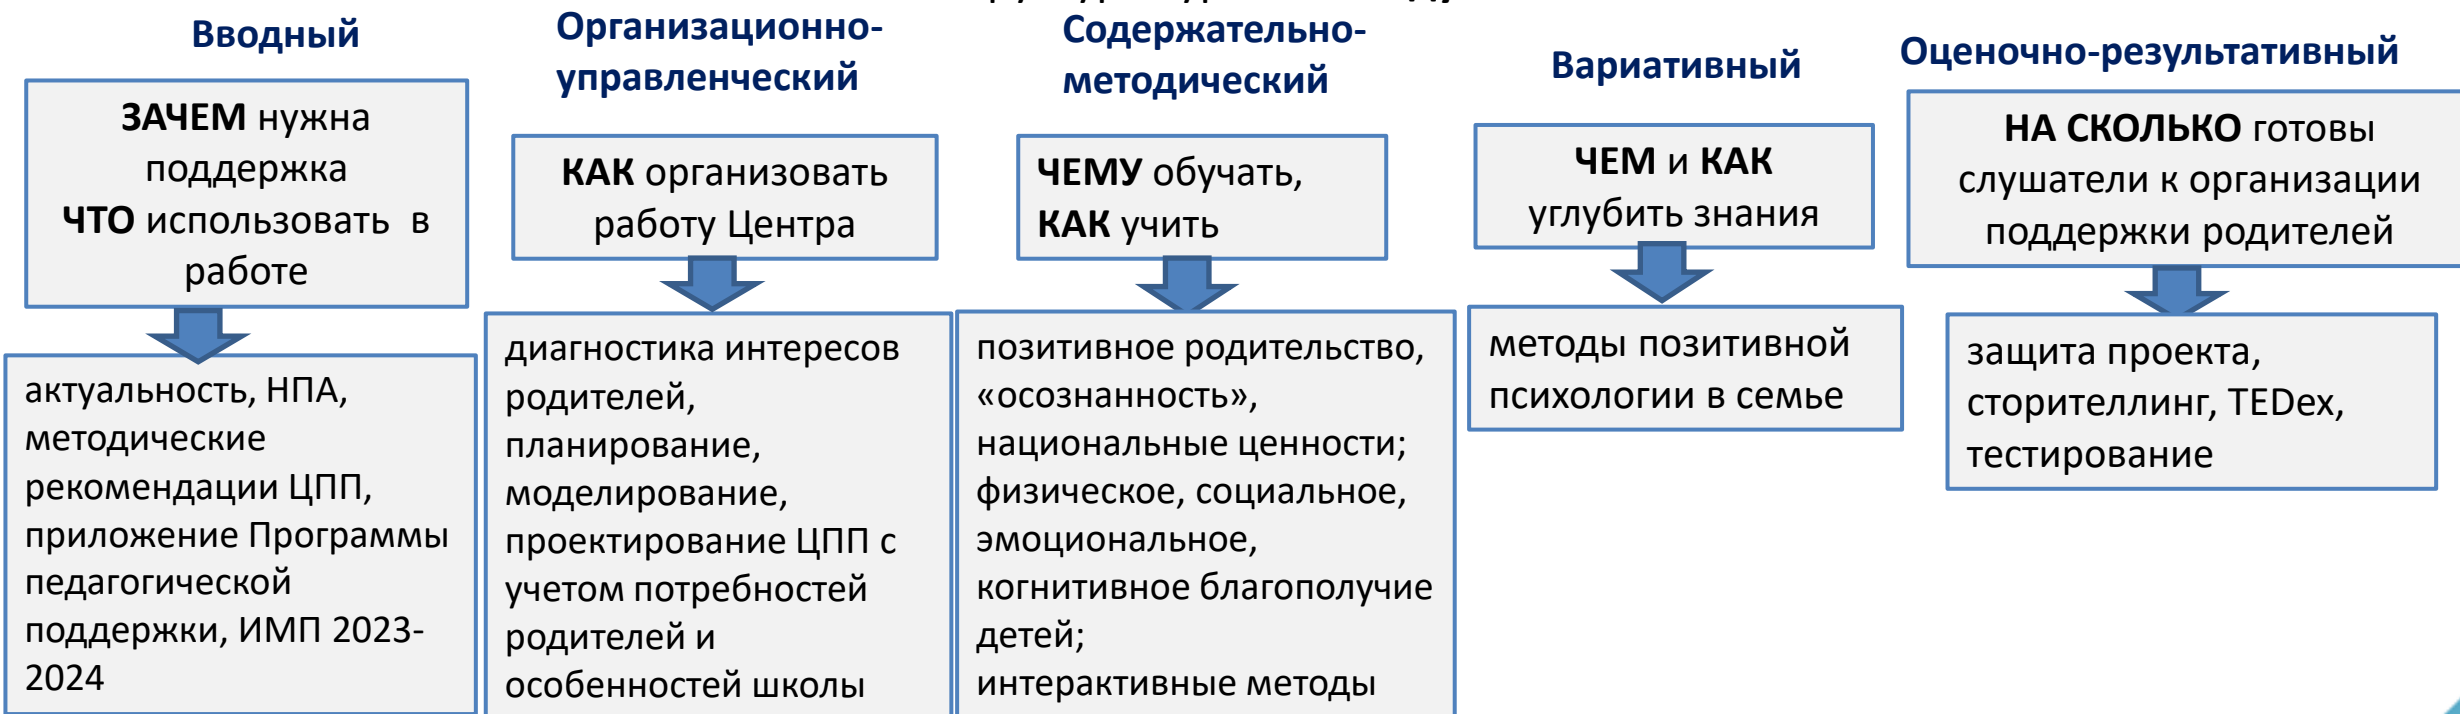 Вводный
ЗАЧЕМ нужна
поддержка
ЧТО использовать в
работе
актуальность, НПА,
методические
рекомендации ЦПП,
приложение Программы
педагогической
поддержки, ИМП 2023-
2024
Организационно-
управленческий
КАК организовать
работу Центра
диагностика интересов
родителей,
планирование,
моделирование,
проектирование ЦПП с
учетом потребностей
родителей и
особенностей школы
Содержательно-
методический
ЧЕМУ обучать,
КАК учить
позитивное родительство,
«осознанность»,
национальные ценности;
физическое, социальное,
эмоциональное,
когнитивное благополучие
детей;
интерактивные методы
Вариативный
ЧЕМ и КАК
углубить знания
методы позитивной
психологии в семье
Оценочно-результативный
НА СКОЛЬКО готовы
слушатели к организации
поддержки родителей
защита проекта,
сторителлинг, TEDex,
тестирование